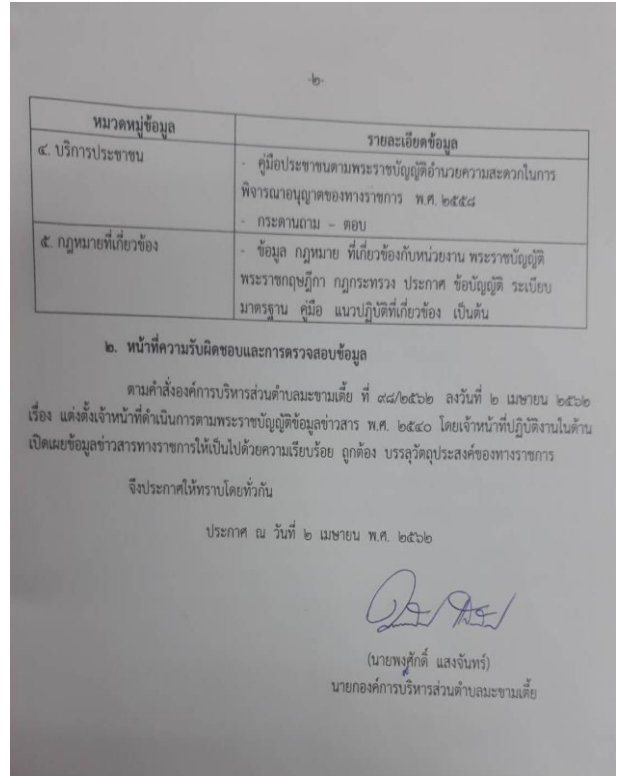 -๒-
หมวดหมู่ข้อมูล
รายละเอียดข้อมูล
๔. บริการประชาชน
- คู่มือประชาชนตามพระราชบัญญัติอำนวยความสะดวกในการ
พิจารณาอนุญาตของทางราชการ พ.ศ. ๒๕๕๘
- กระดานถาม – ตอบ
๕. กฎหมายที่เกี่ยวข้อง
- ข้อมูล กฎหมาย ที่เกี่ยวข้องกับหน่วยงาน พระราชบัญญัติ
พระราชกฤษฎีกา กฎกระทรวง ประกาศ ข้อบัญญัติ ระเบียบ
มาตรฐาน คู่มือ แนวปฏิบัติที่เกี่ยวข้อง เป็นต้น
๒. หน้าที่ความรับผิดชอบและการตรวจสอบข้อมูล
ตามคำสั่งองค์การบริหารส่วนตำบลมะขามเตี้ย ที่ ๙๘/๒๕๖๒ ลงวันที่ ๒ เมษายน ๒๕๖๒
เรื่อง แต่งตั้งเจ้าหน้าที่ดำเนินการตามพระราชบัญญัติข้อมูลข่าวสาร พ.ศ. ๒๕๔๐ โดยเจ้าหน้าที่ปฏิบัติงานในด้าน
เปิดเผยข้อมูลข่าวสารทางราชการให้เป็นไปด้วยความเรียบร้อย ถูกต้อง บรรลุวัตถุประสงค์ของทางราชการ
จึงประกาศให้ทราบโดยทั่วกัน
ประกาศ ณ วันที่ ๒ เมษายน พ.ศ. ๒๕๖๒
(นายพงศ์ศักดิ์ แสงจันทร์)
นายกองค์การบริหารส่วนตำบลมะขามเตี้ย